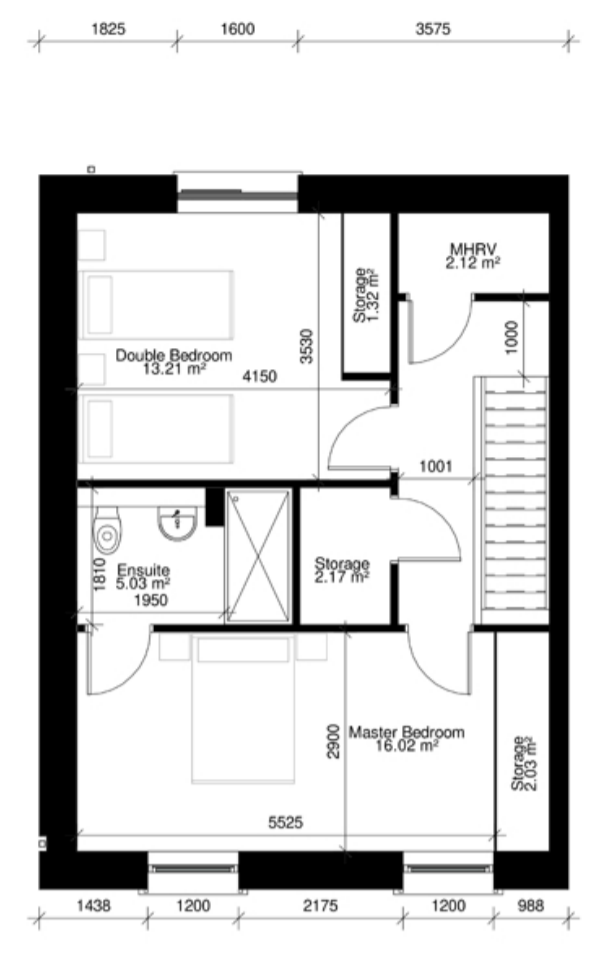 1825
1600
3575
MHRV
2.12 m²
Storage
1.32 m²
1000
3530
Double Bedroom
13.21 m²
4150
1001
1810
Ensuite
5.03 m²
1950
Storage
2.17 m²
2900
Master Bedroom
16.02 m²
Storage
2.03 m²
5525
1438
1200
2175
1200
988